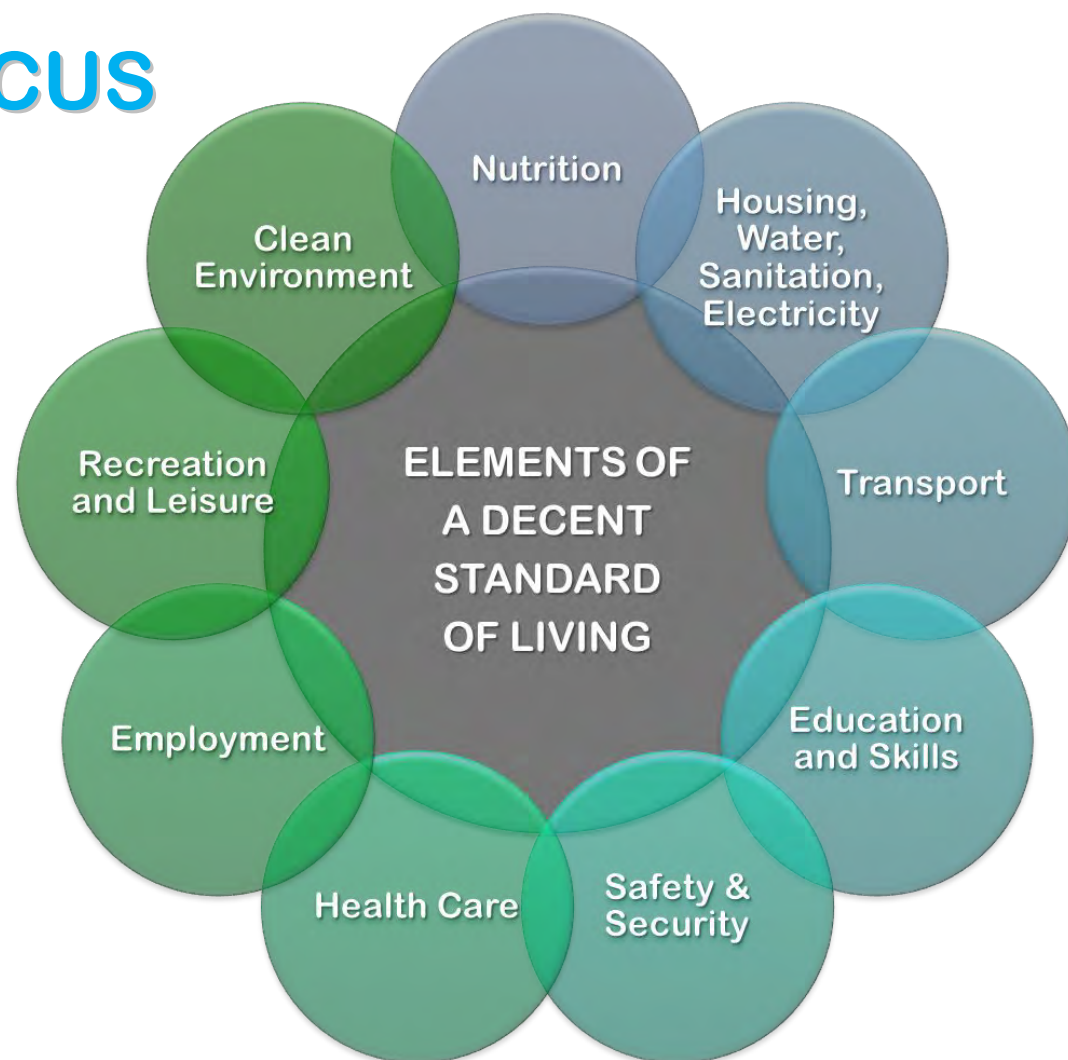 CUS
Nutrition
Housing,
Water,
Sanitation,
Electricity
Clean
Environment
Transport
Recreation
and Leisure
ELEMENTS OF
A DECENT
STANDARD
OF LIVING
Education
and Skills
Employment
Safety &
Security
Health Care